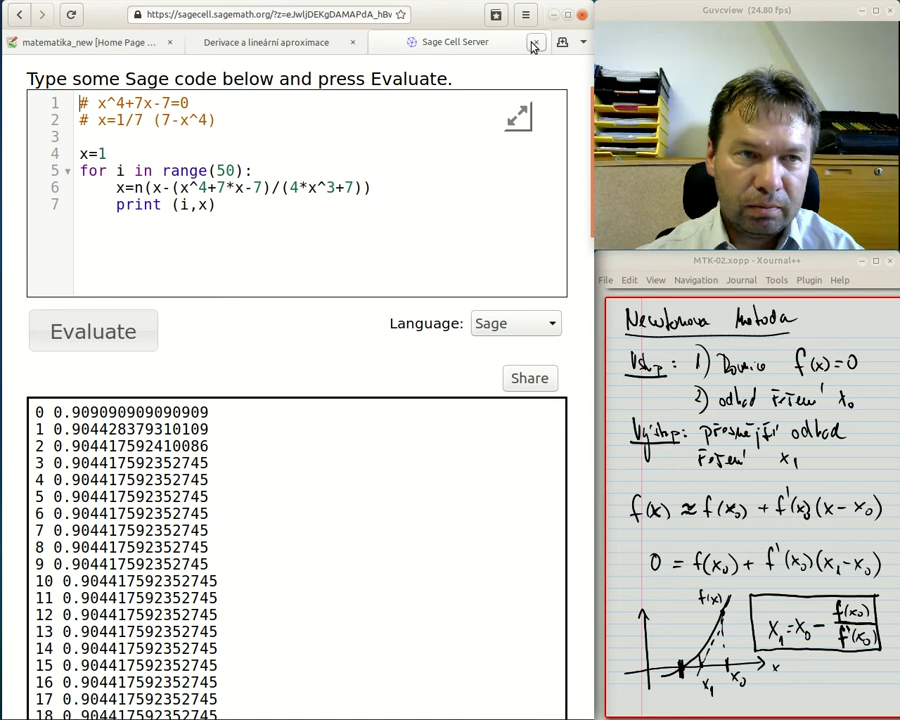 https://sagecell.sagemath.org/?z=eJwljDEKgDAMAPdA_hBv
matematika_new [Home Page ...
Derivace a lineární aproximace
Sage Cell Server
Type some Sage code below and press Evaluate.
1 # x^4+7x-7=0
2 # x=1/7 (7-x^4)
3
4 x=1
5 for i in range(50):
6 x=n(x-(x^4+7*x-7)/(4*x^3+7))
7 print (i,x)
Evaluate
Language: Sage
Share
0 0.909090909090909
1 0.904428379310109
2 0.904417592410086
3 0.904417592352745
4 0.904417592352745
5 0.904417592352745
6 0.904417592352745
7 0.904417592352745
8 0.904417592352745
9 0.904417592352745
10 0.904417592352745
11 0.904417592352745
12 0.904417592352745
13 0.904417592352745
14 0.904417592352745
15 0.904417592352745
16 0.904417592352745
17 0.904417592352745
18 0.904417592352745
Guvcview (24.80 fps)
MTK-02.xopp - Xournal++
File Edit View Navigation Journal Tools Plugin Help
Newtonova metoda
Vstup: 1) Rovnice f(x)=0
2) odhad řešení x₀
Výstup: přesnější odhad
řešení x₁
f(x) ≈ f(x₀) + f'(x₀)(x-x₀)
0 = f(x₀) + f'(x₀)(x₁-x₀)
f(x)
x₁ = x₀ - f(x₀)/f'(x₀)
x₁ x₀ x